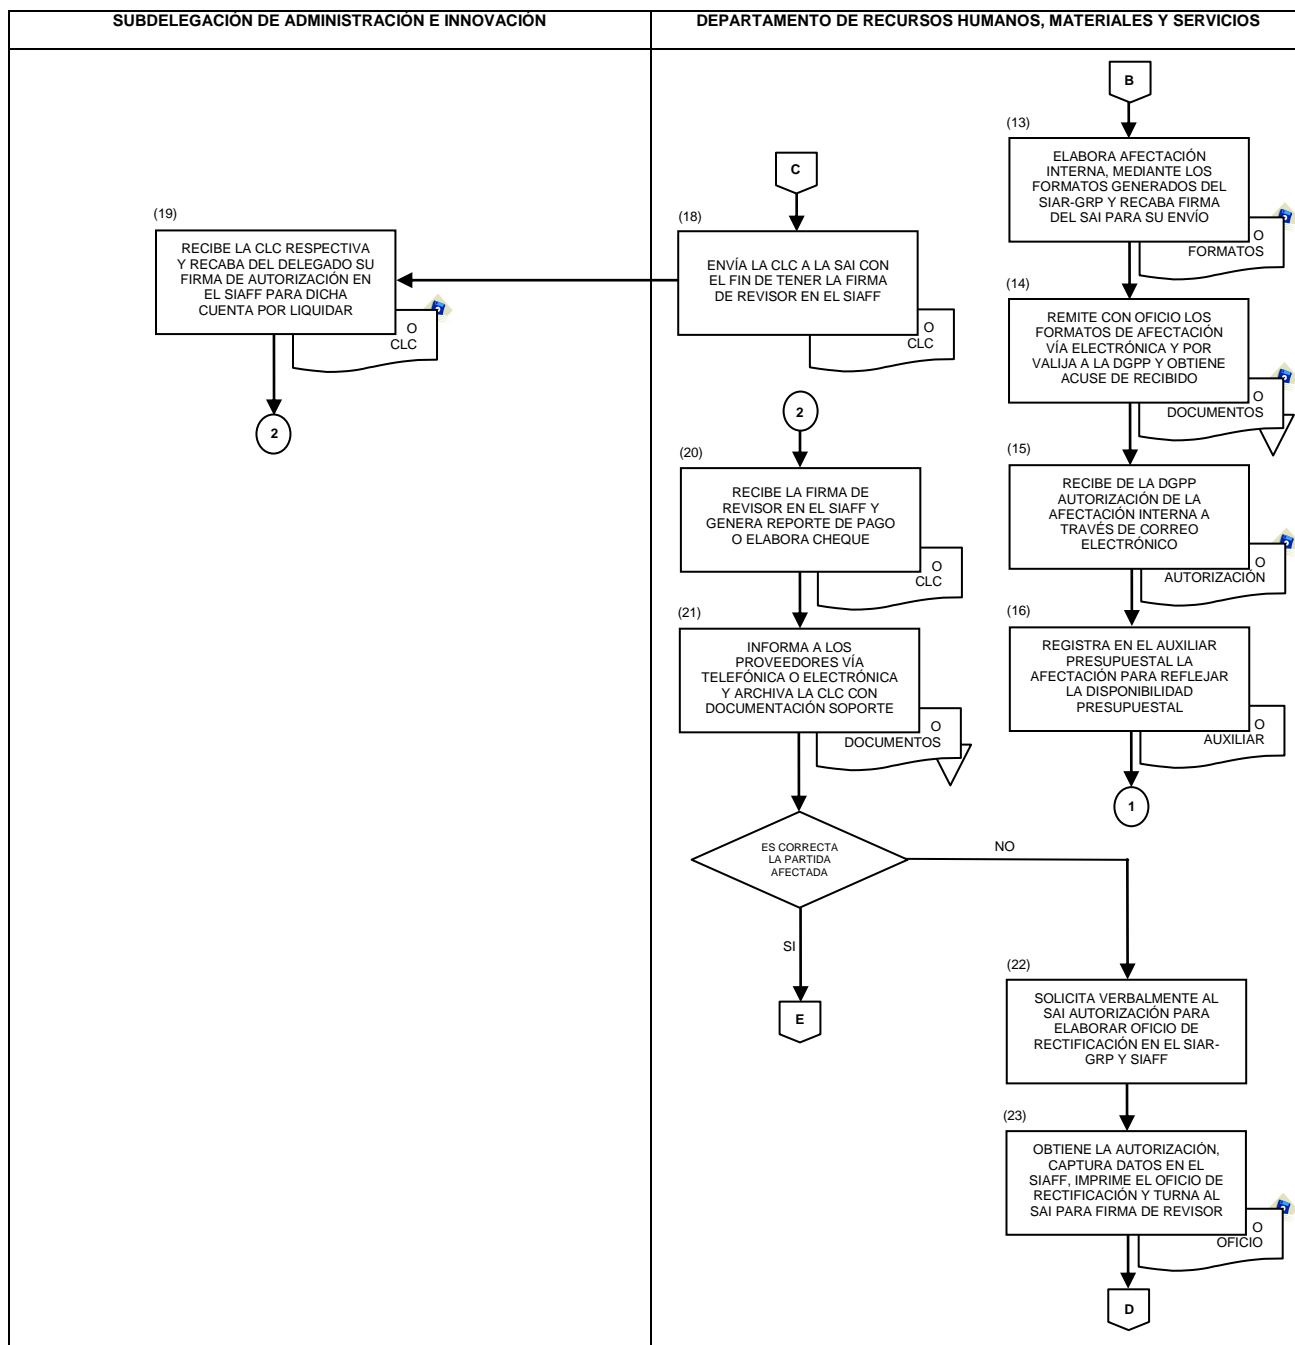 SUBDELEGACIÓN DE ADMINISTRACIÓN E INNOVACIÓN
DEPARTAMENTO DE RECURSOS HUMANOS, MATERIALES Y SERVICIOS
(19)
RECIBE LA CLC RESPECTIVA
Y RECABA DEL DELEGADO SU
FIRMA DE AUTORIZACIÓN EN
EL SIAFF PARA DICHA
CUENTA POR LIQUIDAR
O
CLC
2
C
(18)
ENVÍA LA CLC A LA SAI CON
EL FIN DE TENER LA FIRMA
DE REVISOR EN EL SIAFF
O
CLC
2
(20)
RECIBE LA FIRMA DE
REVISOR EN EL SIAFF Y
GENERA REPORTE DE PAGO
O ELABORA CHEQUE
O
CLC
(21)
INFORMA A LOS
PROVEEDORES VÍA
TELEFÓNICA O ELECTRÓNICA
Y ARCHIVA LA CLC CON
DOCUMENTACIÓN SOPORTE
O
DOCUMENTOS
ES CORRECTA
LA PARTIDA
AFECTADA
NO
SI
E
B
(13)
ELABORA AFECTACIÓN
INTERNA, MEDIANTE LOS
FORMATOS GENERADOS DEL
SIAR-GRP Y RECABA FIRMA
DEL SAI PARA SU ENVÍO
O
FORMATOS
(14)
REMITE CON OFICIO LOS
FORMATOS DE AFECTACIÓN
VÍA ELECTRÓNICA Y POR
VALIJA A LA DGPP Y OBTIENE
ACUSE DE RECIBIDO
O
DOCUMENTOS
(15)
RECIBE DE LA DGPP
AUTORIZACIÓN DE LA
AFECTACIÓN INTERNA A
TRAVÉS DE CORREO
ELECTRÓNICO
O
AUTORIZACIÓN
(16)
REGISTRA EN EL AUXILIAR
PRESUPUESTAL LA
AFECTACIÓN PARA REFLEJAR
LA DISPONIBILIDAD
PRESUPUESTAL
O
AUXILIAR
1
(22)
SOLICITA VERBALMENTE AL
SAI AUTORIZACIÓN PARA
ELABORAR OFICIO DE
RECTIFICACIÓN EN EL SIAR-
GRP Y SIAFF
(23)
OBTIENE LA AUTORIZACIÓN,
CAPTURA DATOS EN EL
SIAFF, IMPRIME EL OFICIO DE
RECTIFICACIÓN Y TURNA AL
SAI PARA FIRMA DE REVISOR
O
OFICIO
D